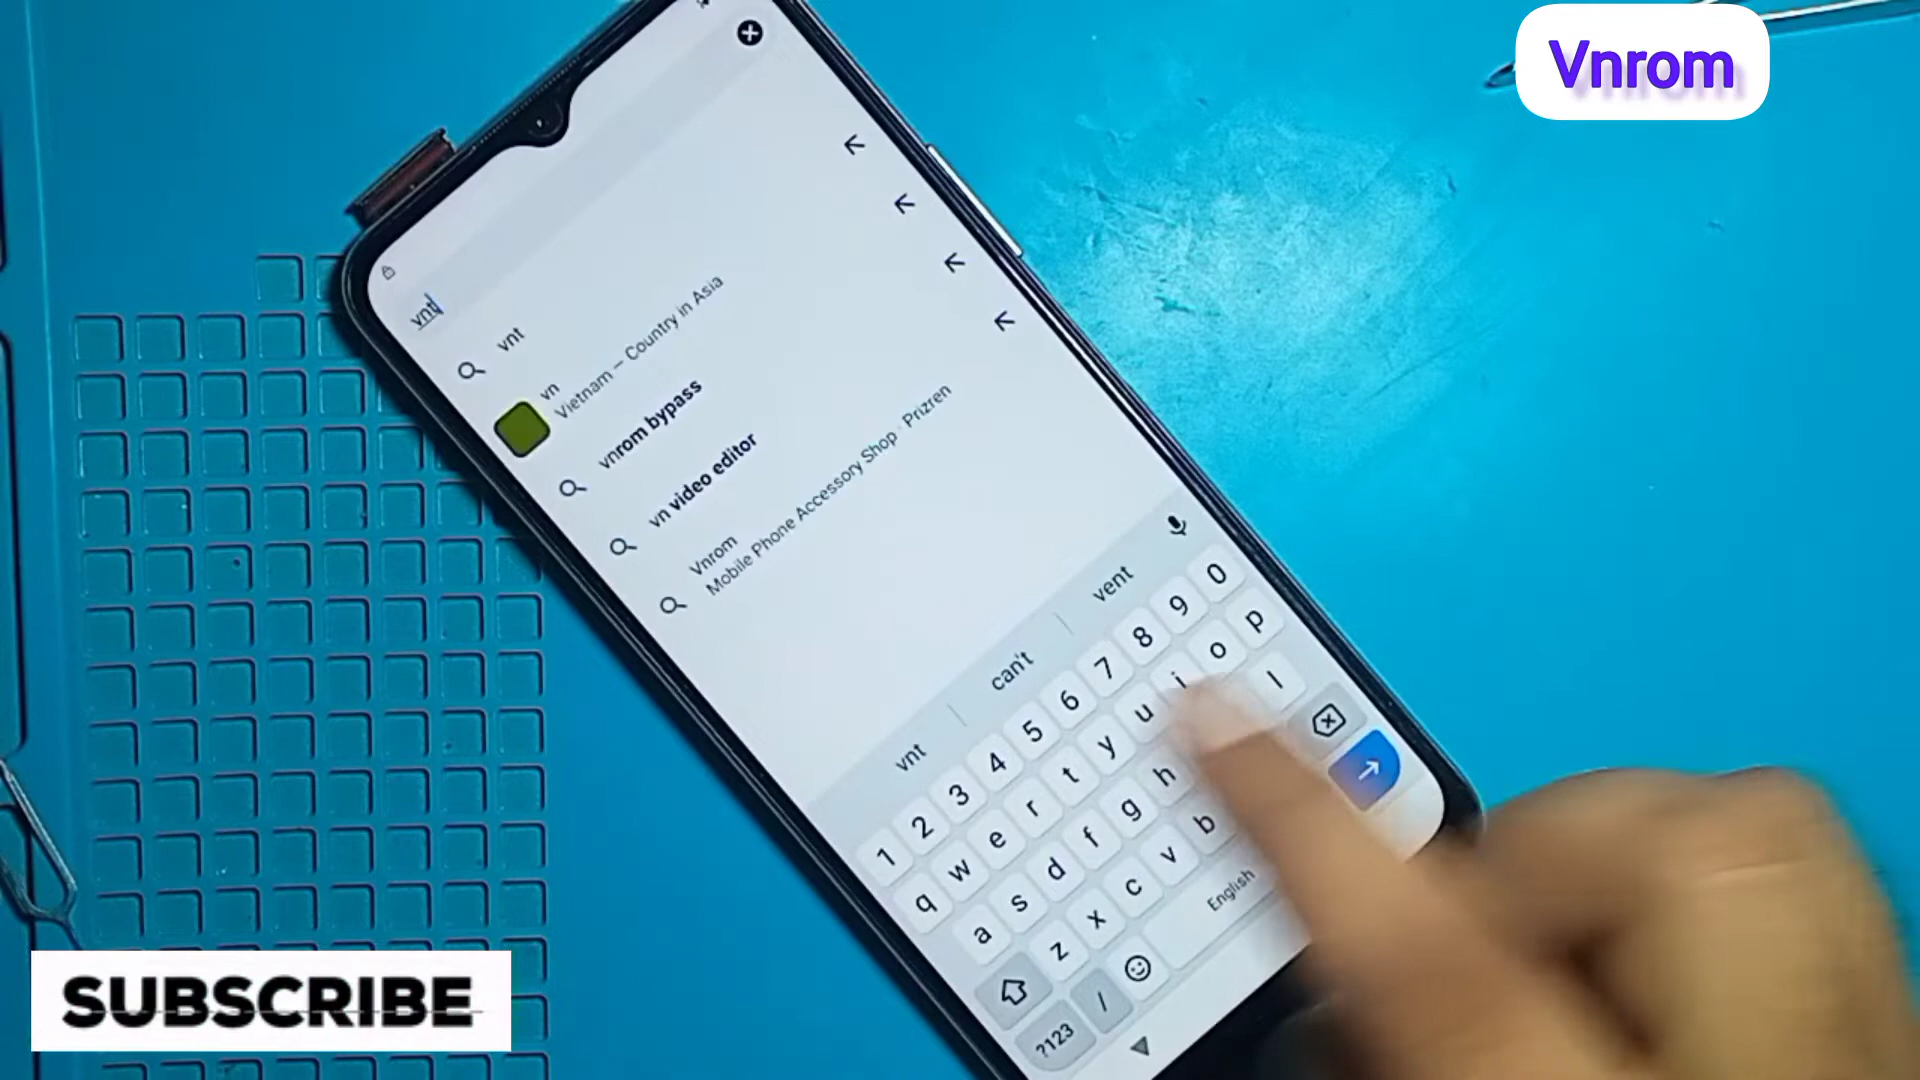 Vnrom
vnt
vnt
vn
Vietnam – Country in Asia
vnrom bypass
vn video editor
Vnrom
Mobile Phone Accessory Shop · Prizren
vnt can't vent
1 2 3 4 5 6 7 8 9 0
q w e r t y u i o p
a s d f g h l
z x c v b
?123 / English
SUBSCRIBE